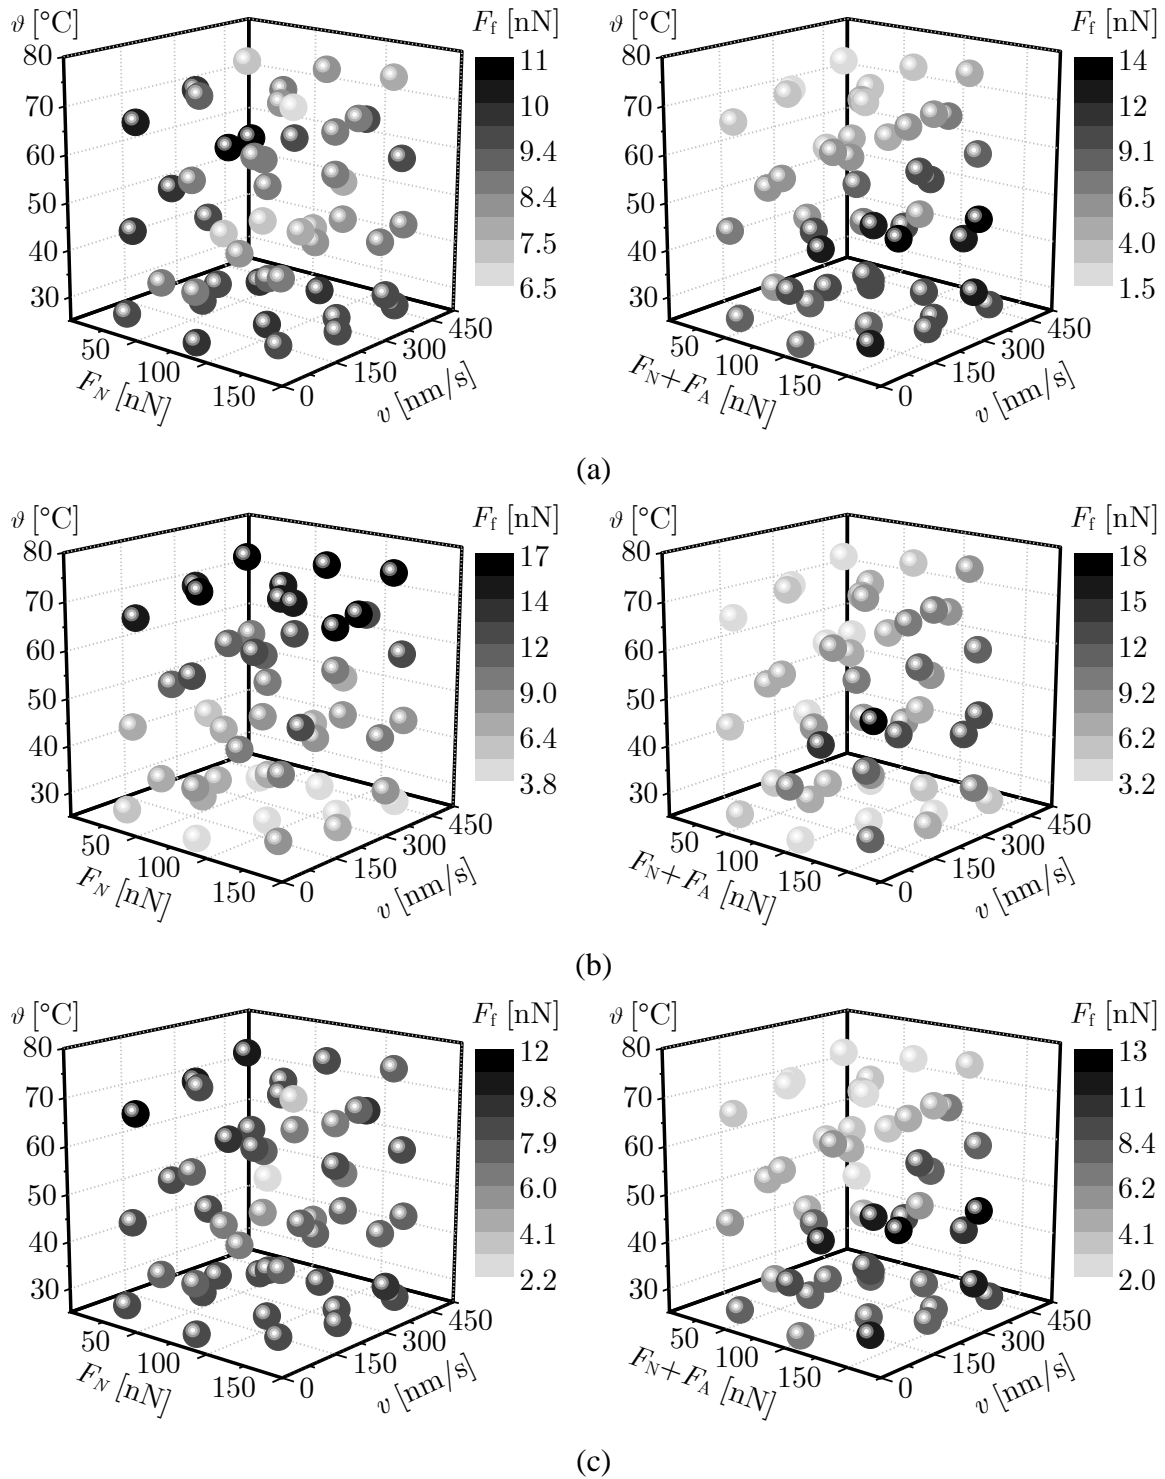 ϑ [°C] F_f [nN] ϑ [°C] F_f [nN]
80 11 80 14
70 10 70 12
60 9.4 60 9.1
50 8.4 50 6.5
40 7.5 40 4.0
30 6.5 30 1.5
50 100 150 0 150 300 450 50 100 150 0 150 300 450
F_N [nN] υ [nm/s] F_N+F_A [nN] υ [nm/s]
(a)
ϑ [°C] F_f [nN] ϑ [°C] F_f [nN]
80 17 80 18
70 14 70 15
60 12 60 12
50 9.0 50 9.2
40 6.4 40 6.2
30 3.8 30 3.2
50 100 150 0 150 300 450 50 100 150 0 150 300 450
F_N [nN] υ [nm/s] F_N+F_A [nN] υ [nm/s]
(b)
ϑ [°C] F_f [nN] ϑ [°C] F_f [nN]
80 12 80 13
70 9.8 70 11
60 7.9 60 8.4
50 6.0 50 6.2
40 4.1 40 4.1
30 2.2 30 2.0
50 100 150 0 150 300 450 50 100 150 0 150 300 450
F_N [nN] υ [nm/s] F_N+F_A [nN] υ [nm/s]
(c)